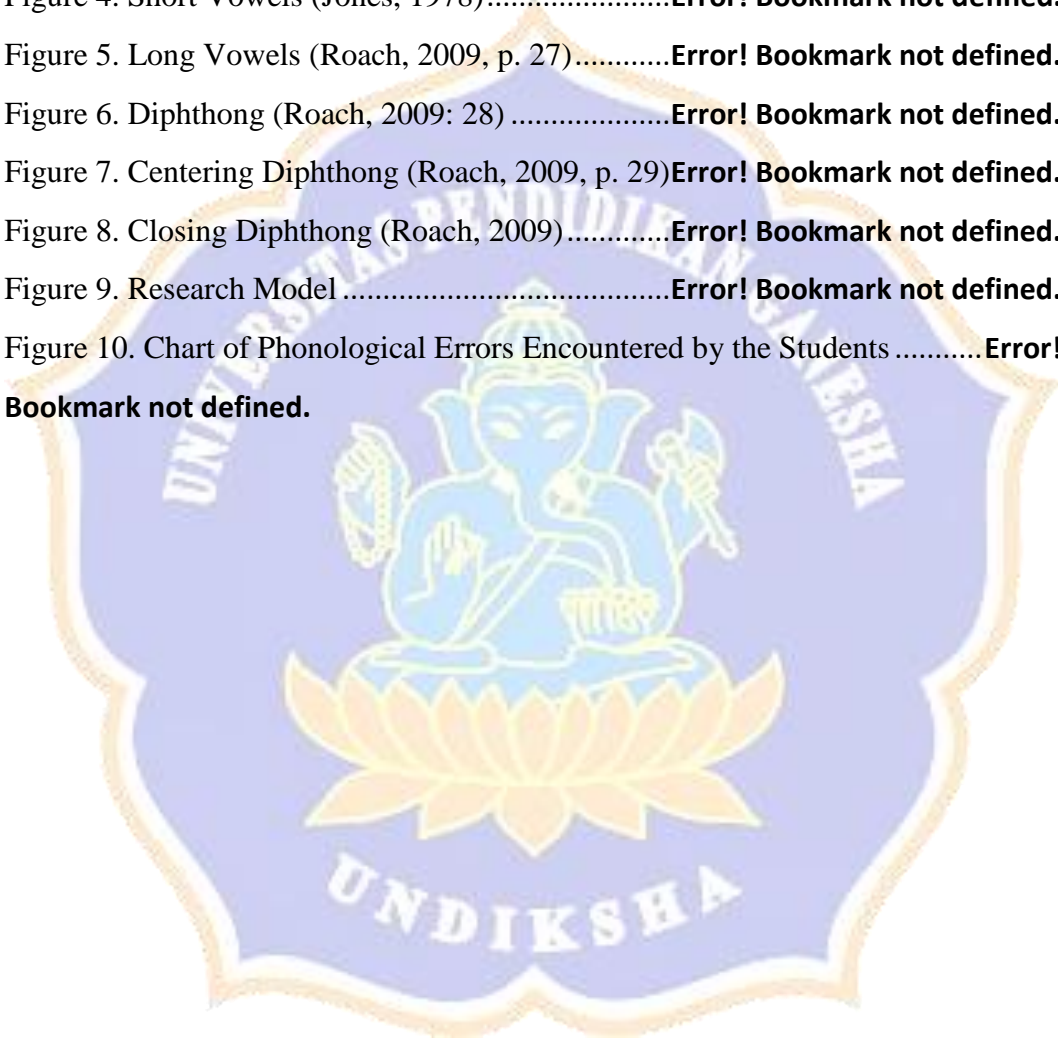 Figure 4. Short Vowels (Jones, 1978).......................Error! Bookmark not defined.
Figure 5. Long Vowels (Roach, 2009, p. 27)............Error! Bookmark not defined.
Figure 6. Diphthong (Roach, 2009: 28) ....................Error! Bookmark not defined.
Figure 7. Centering Diphthong (Roach, 2009, p. 29)Error! Bookmark not defined.
Figure 8. Closing Diphthong (Roach, 2009).............Error! Bookmark not defined.
Figure 9. Research Model .........................................Error! Bookmark not defined.
Figure 10. Chart of Phonological Errors Encountered by the Students ...........Error!
Bookmark not defined.
UNIVERSITAS PENDIDIKAN GANESHA
UNDIKSHA